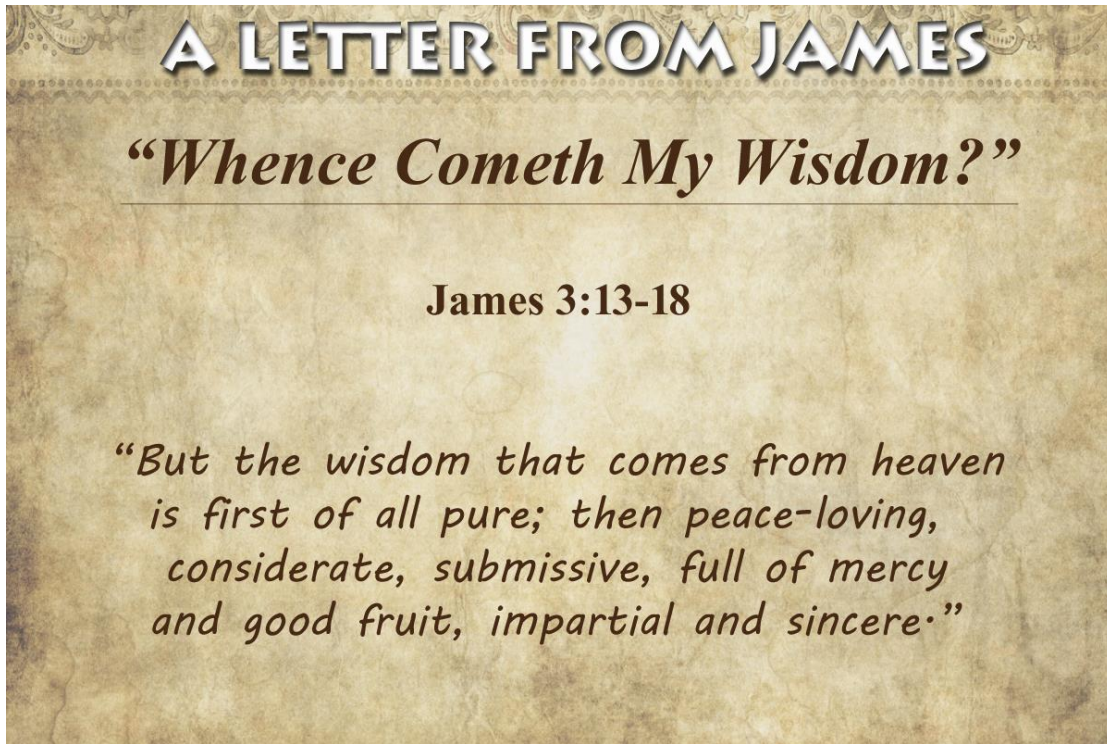 A LETTER FROM JAMES
“Whence Cometh My Wisdom?”
James 3:13-18
“But the wisdom that comes from heaven
is first of all pure; then peace-loving,
considerate, submissive, full of mercy
and good fruit, impartial and sincere.”